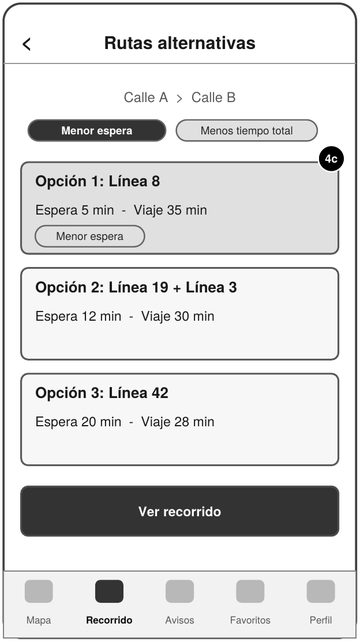 < Rutas alternativas
Calle A > Calle B
Menor espera Menos tiempo total
4c
Opción 1: Línea 8
Espera 5 min - Viaje 35 min
Menor espera
Opción 2: Línea 19 + Línea 3
Espera 12 min - Viaje 30 min
Opción 3: Línea 42
Espera 20 min - Viaje 28 min
Ver recorrido
Mapa Recorrido Avisos Favoritos Perfil